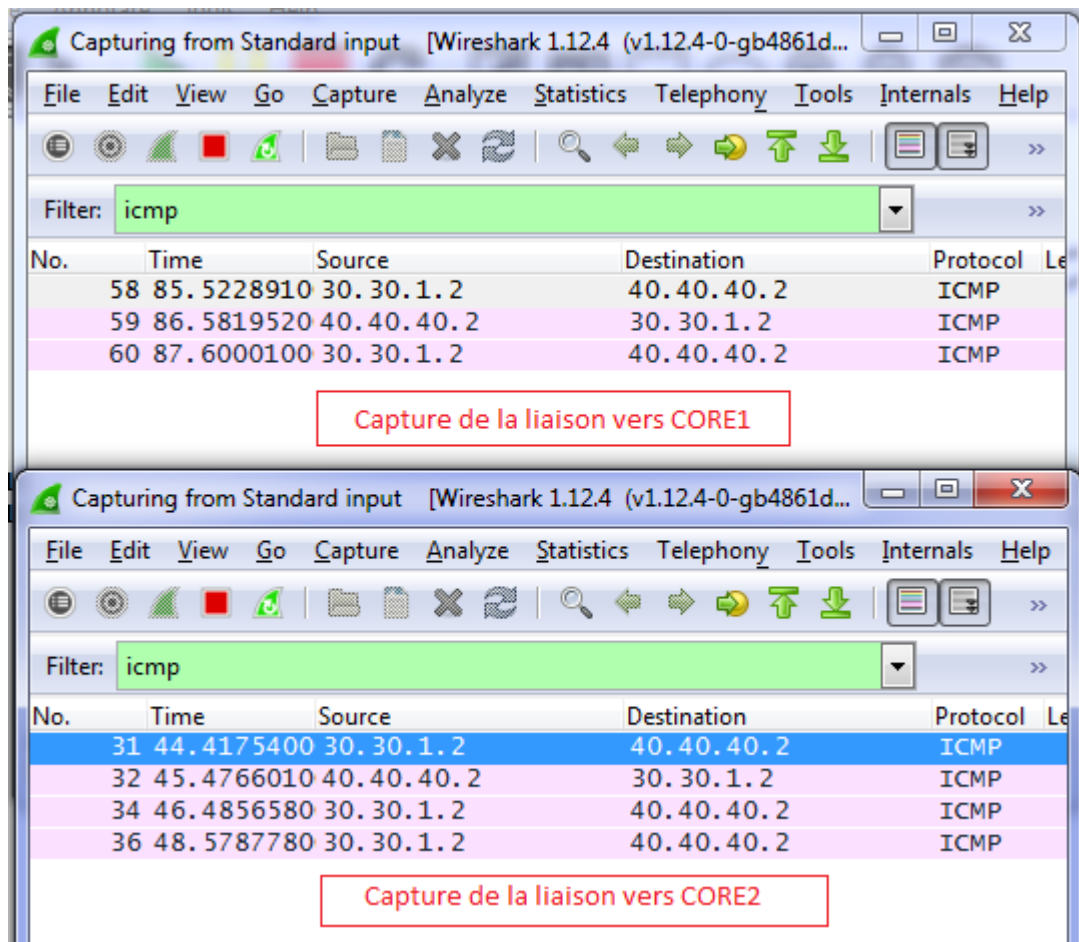 Capturing from Standard input [Wireshark 1.12.4 (v1.12.4-0-gb4861d...
File Edit View Go Capture Analyze Statistics Telephony Tools Internals Help
Filter: icmp
No. Time Source Destination Protocol Le
58 85.5228910 30.30.1.2 40.40.40.2 ICMP
59 86.5819520 40.40.40.2 30.30.1.2 ICMP
60 87.6000100 30.30.1.2 40.40.40.2 ICMP
Capture de la liaison vers CORE1
Capturing from Standard input [Wireshark 1.12.4 (v1.12.4-0-gb4861d...
File Edit View Go Capture Analyze Statistics Telephony Tools Internals Help
Filter: icmp
No. Time Source Destination Protocol Le
31 44.4175400 30.30.1.2 40.40.40.2 ICMP
32 45.4766010 40.40.40.2 30.30.1.2 ICMP
34 46.4856580 30.30.1.2 40.40.40.2 ICMP
36 48.5787780 30.30.1.2 40.40.40.2 ICMP
Capture de la liaison vers CORE2